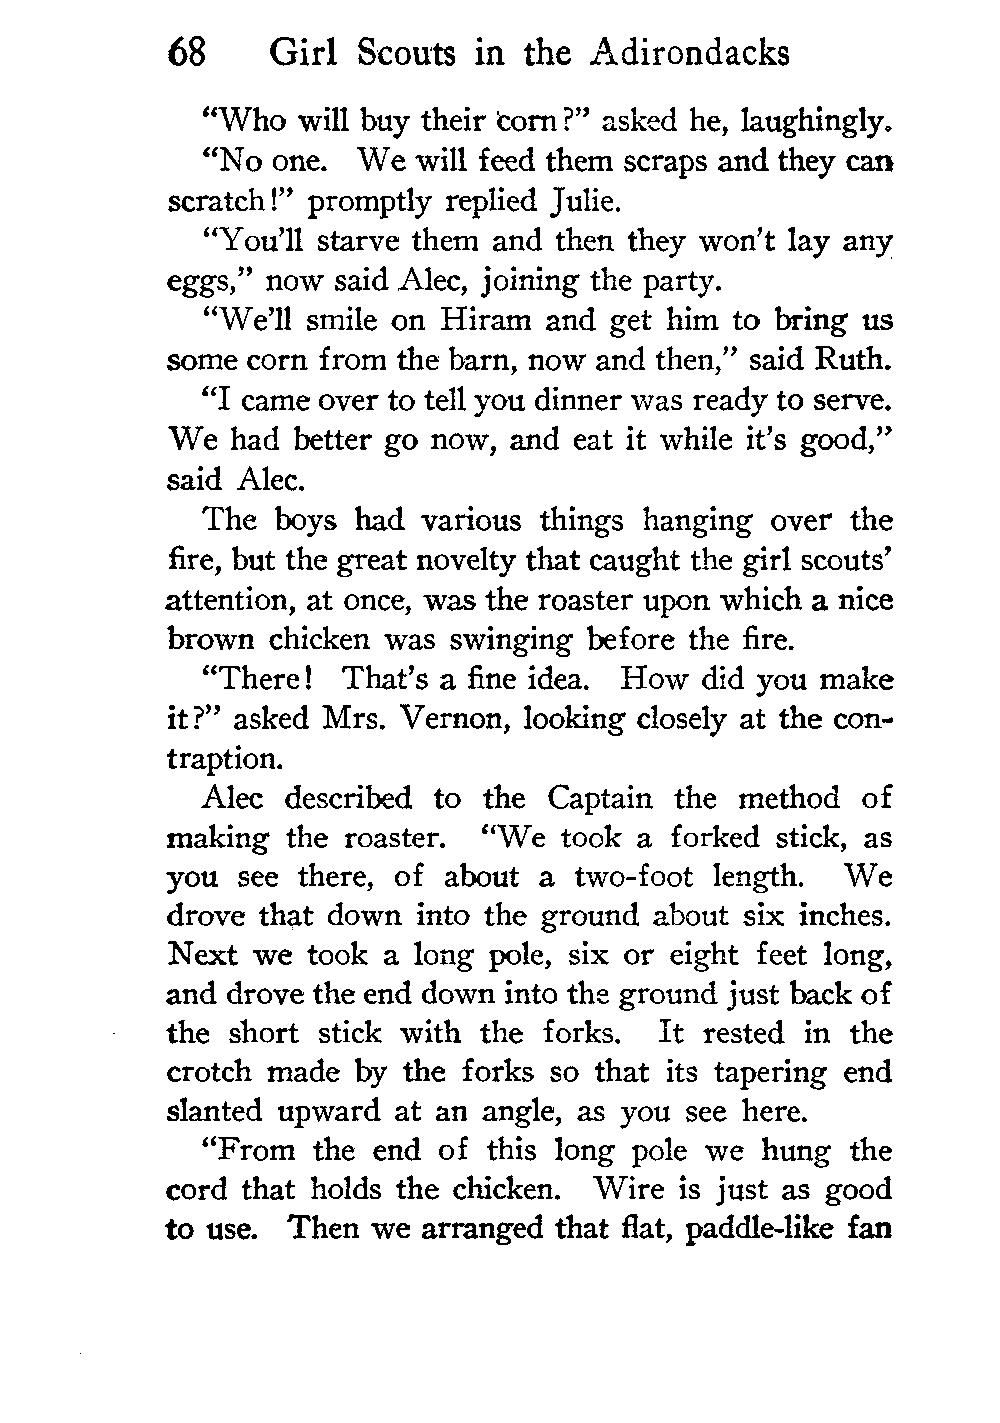 68 Girl Scouts in the Adirondacks
“Who will buy their corn?” asked he, laughingly.
“No one. We will feed them scraps and they can
scratch!” promptly replied Julie.
“You’ll starve them and then they won’t lay any
eggs,” now said Alec, joining the party.
“We’ll smile on Hiram and get him to bring us
some corn from the barn, now and then,” said Ruth.
“I came over to tell you dinner was ready to serve.
We had better go now, and eat it while it’s good,”
said Alec.
The boys had various things hanging over the
fire, but the great novelty that caught the girl scouts’
attention, at once, was the roaster upon which a nice
brown chicken was swinging before the fire.
“There! That’s a fine idea. How did you make
it?” asked Mrs. Vernon, looking closely at the con-
traption.
Alec described to the Captain the method of
making the roaster. “We took a forked stick, as
you see there, of about a two-foot length. We
drove that down into the ground about six inches.
Next we took a long pole, six or eight feet long,
and drove the end down into the ground just back of
the short stick with the forks. It rested in the
crotch made by the forks so that its tapering end
slanted upward at an angle, as you see here.
“From the end of this long pole we hung the
cord that holds the chicken. Wire is just as good
to use. Then we arranged that flat, paddle-like fan